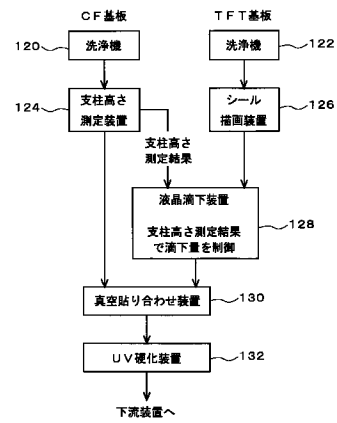 CF基板
TFT基板
120
洗浄機
洗浄機
122
124
支柱高さ
測定装置
シール
描画装置
126
支柱高さ
測定結果
液晶滴下装置
支柱高さ測定結果
で滴下量を制御
128
真空貼り合わせ装置
130
UV硬化装置
132
下流装置へ